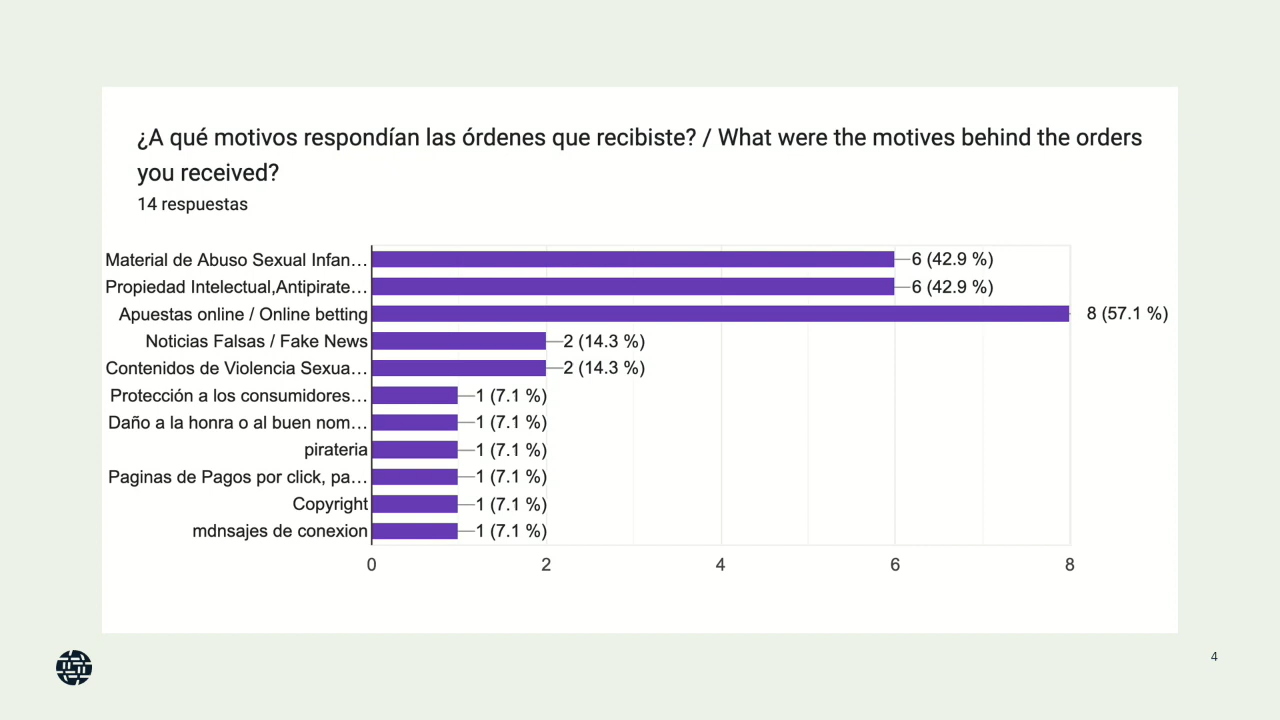 ¿A qué motivos respondían las órdenes que recibiste? / What were the motives behind the orders
you received?
14 respuestas
Material de Abuso Sexual Infan… 6 (42.9 %)
Propiedad Intelectual,Antipirate… 6 (42.9 %)
Apuestas online / Online betting 8 (57.1 %)
Noticias Falsas / Fake News 2 (14.3 %)
Contenidos de Violencia Sexua… 2 (14.3 %)
Protección a los consumidores… 1 (7.1 %)
Daño a la honra o al buen nom… 1 (7.1 %)
pirateria 1 (7.1 %)
Paginas de Pagos por click, pa… 1 (7.1 %)
Copyright 1 (7.1 %)
mdnsajes de conexion 1 (7.1 %)
0 2 4 6 8
4